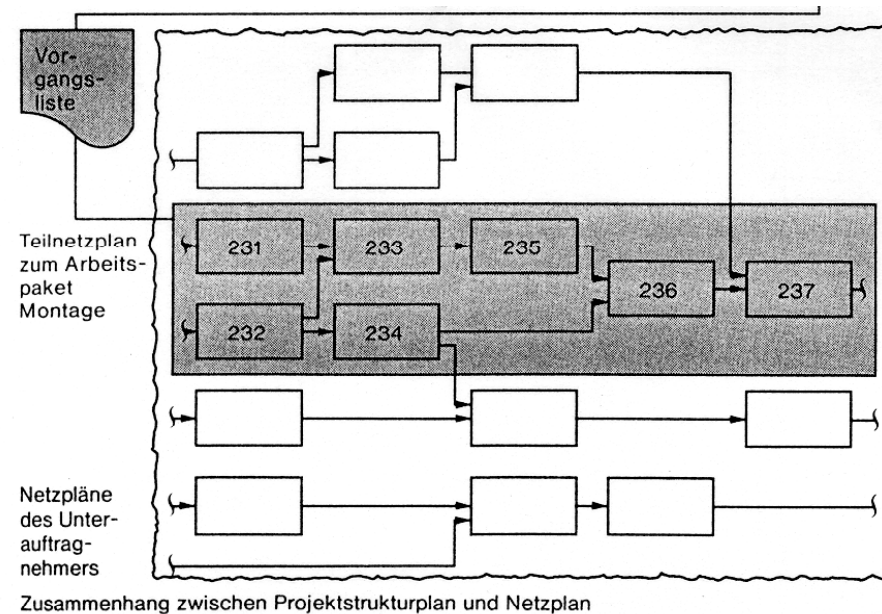 Vor-
gangs-
liste
Teilnetzplan
zum Arbeits-
paket
Montage
231
233
235
236
237
232
234
Netzpläne
des Unter-
auftrag-
nehmers
Zusammenhang zwischen Projektstrukturplan und Netzplan